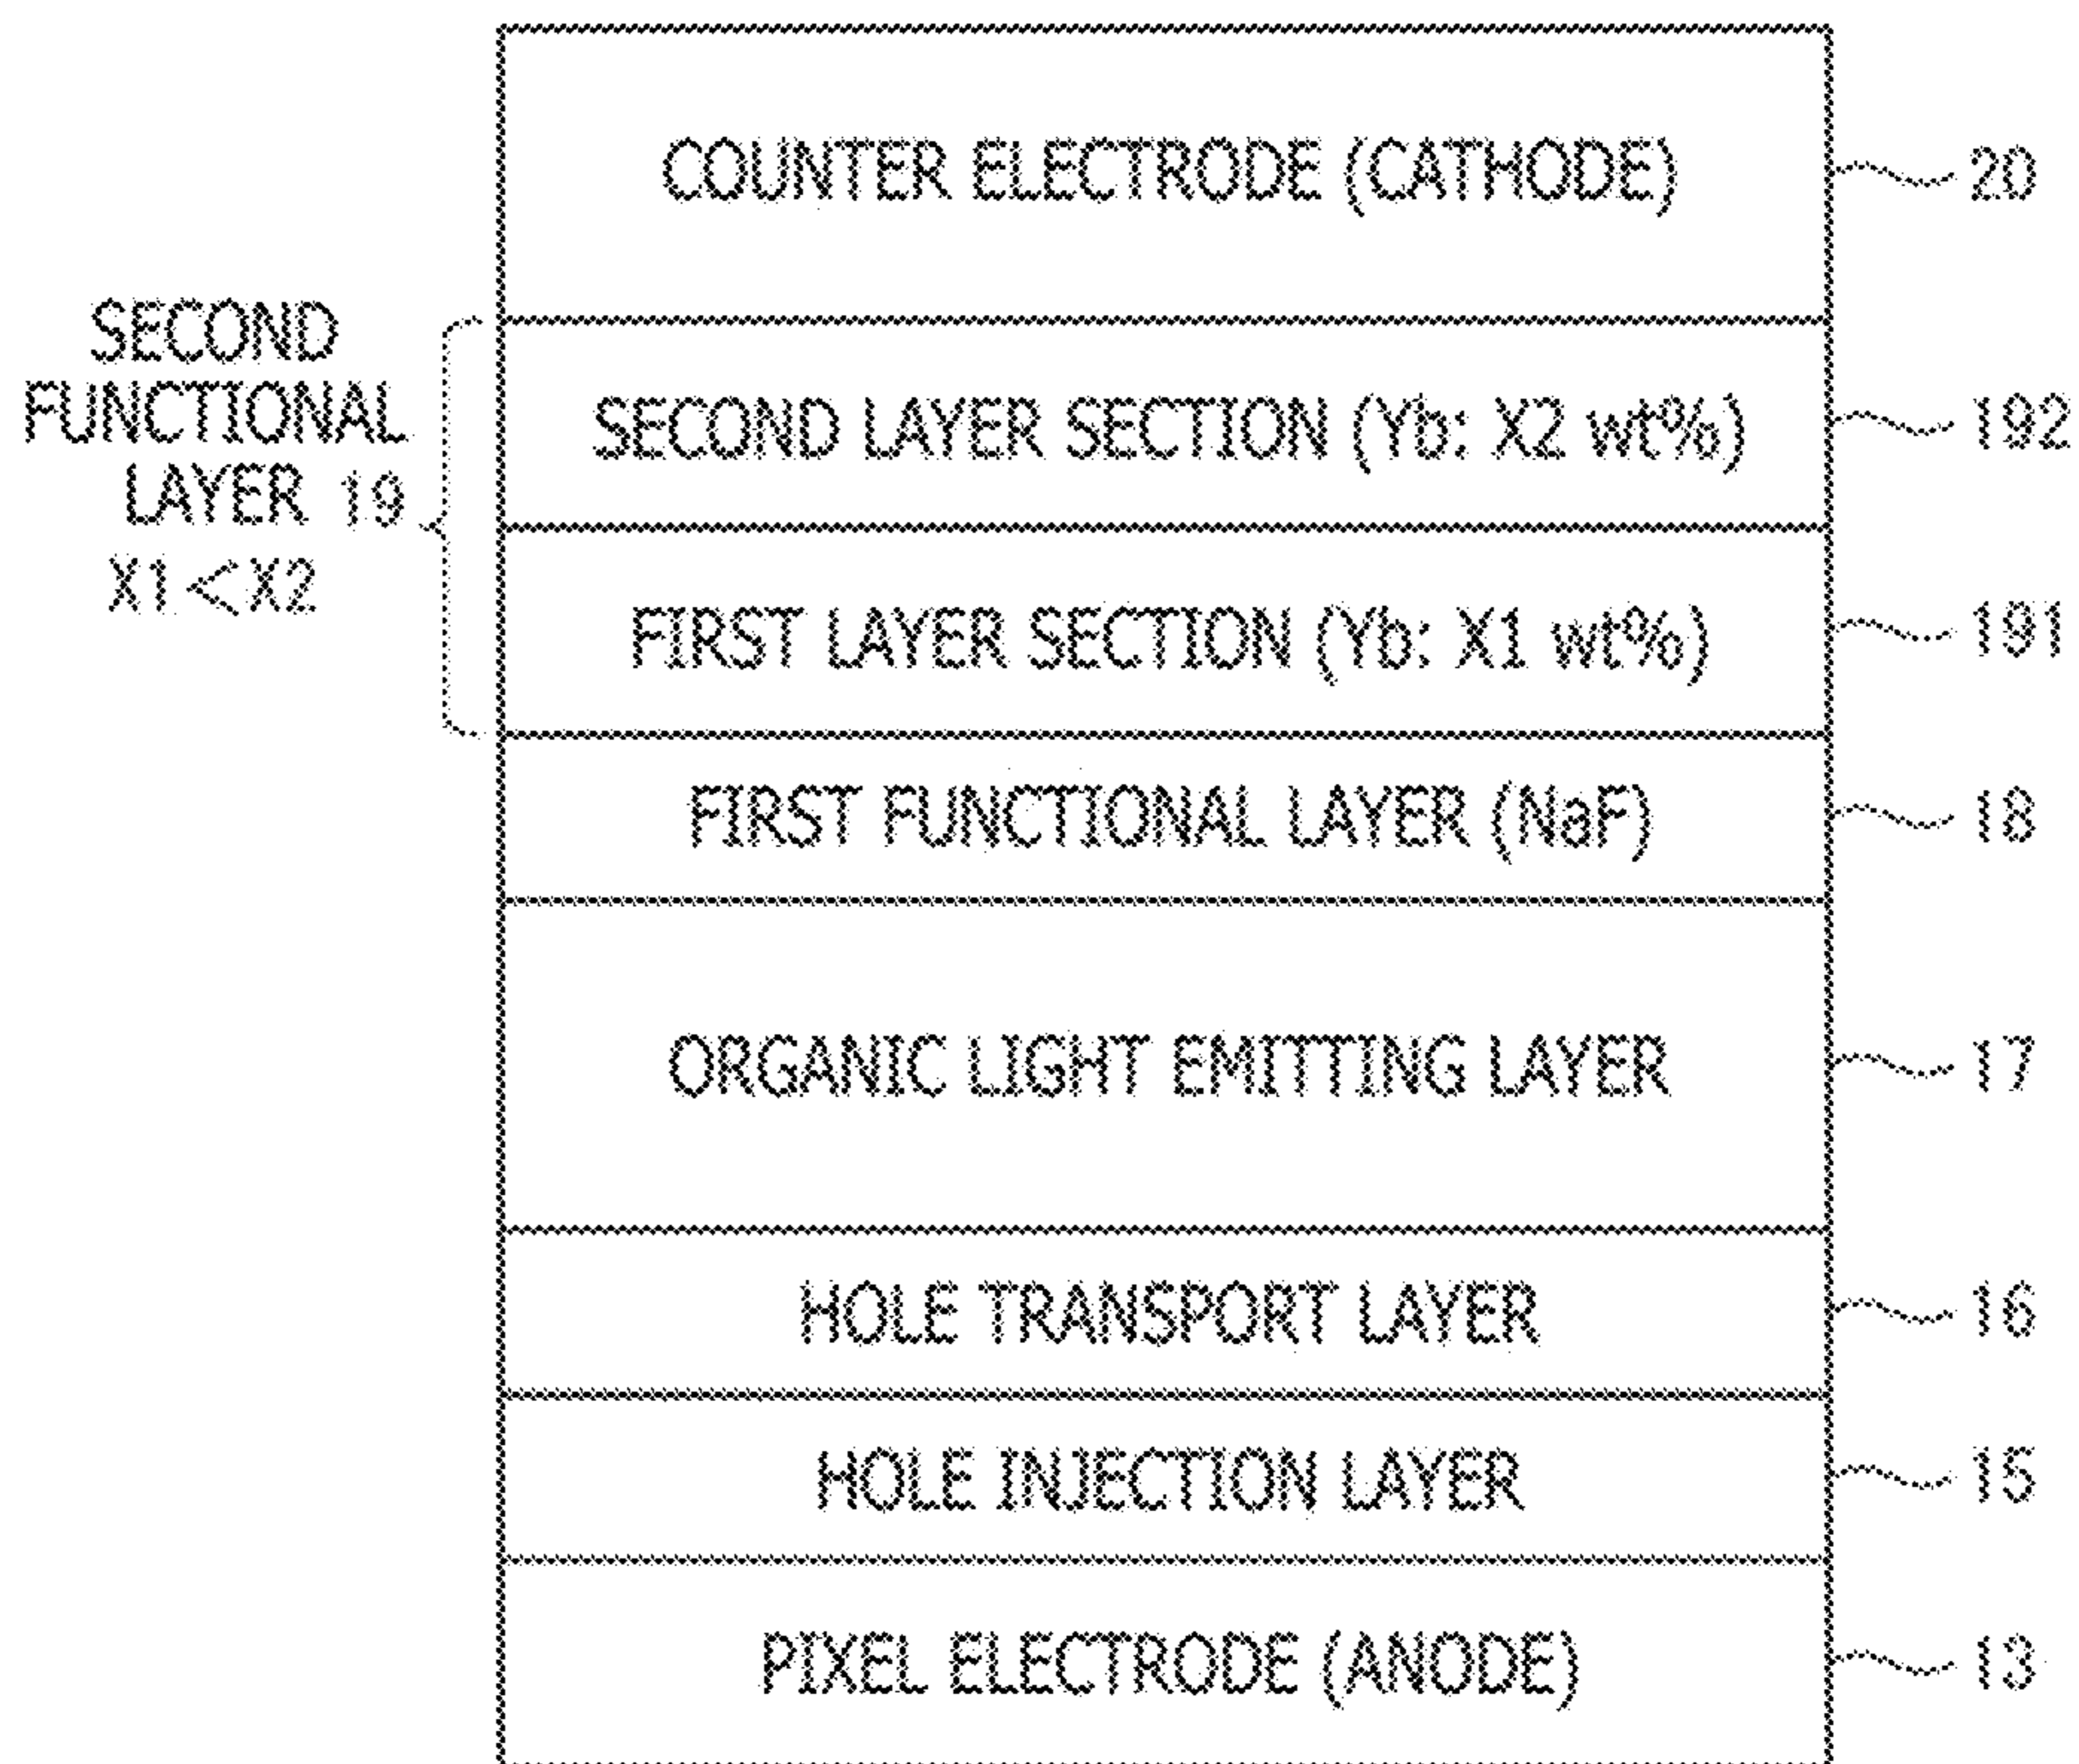 COUNTER ELECTRODE (CATHODE)
20
SECOND
FUNCTIONAL
LAYER 19
X1<X2
SECOND LAYER SECTION (Yb: X2 wt%)
192
FIRST LAYER SECTION (Yb: X1 wt%)
191
FIRST FUNCTIONAL LAYER (NaF)
18
ORGANIC LIGHT EMITTING LAYER
17
HOLE TRANSPORT LAYER
16
HOLE INJECTION LAYER
15
PIXEL ELECTRODE (ANODE)
13